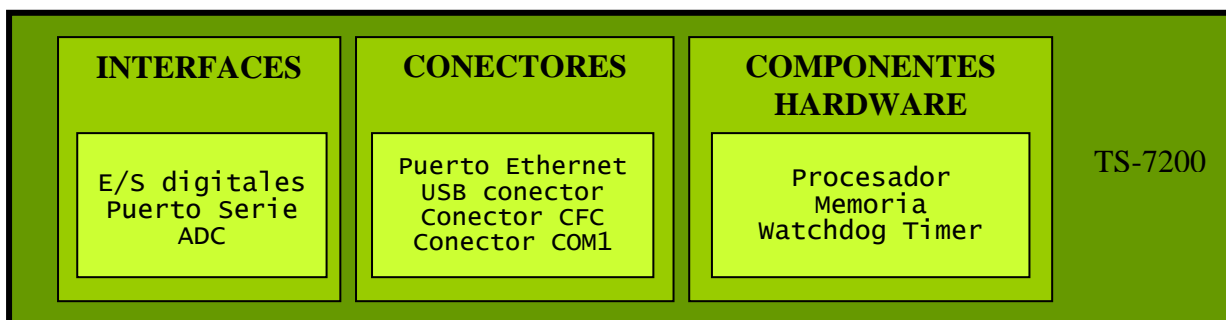 INTERFACES
E/S digitales
Puerto Serie
ADC
CONECTORES
Puerto Ethernet
USB conector
Conector CFC
Conector COM1
COMPONENTES
HARDWARE
Procesador
Memoria
Watchdog Timer
TS-7200